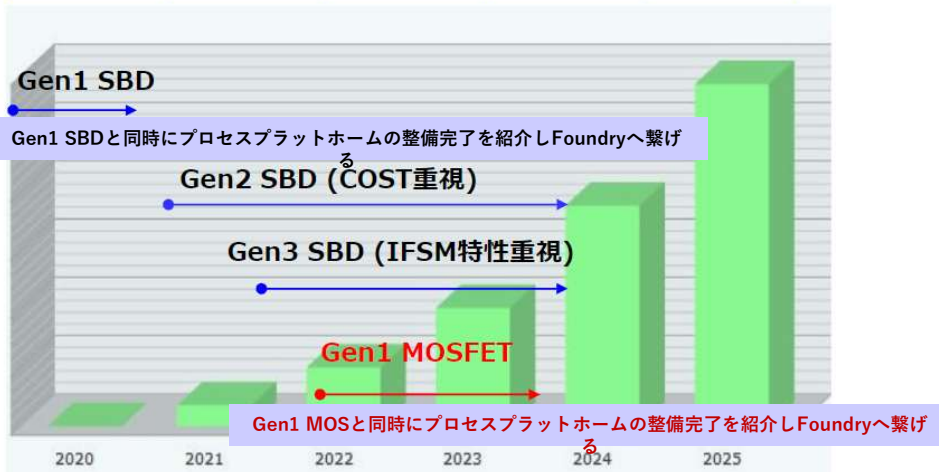 Gen1 SBD
Gen1 SBDと同時にプロセスプラットホームの整備完了を紹介しFoundryへ繋げ
る
Gen2 SBD (COST重視)
Gen3 SBD (IFSM特性重視)
Gen1 MOSFET
Gen1 MOSと同時にプロセスプラットホームの整備完了を紹介しFoundryへ繋げ
る
2020 2021 2022 2023 2024 2025